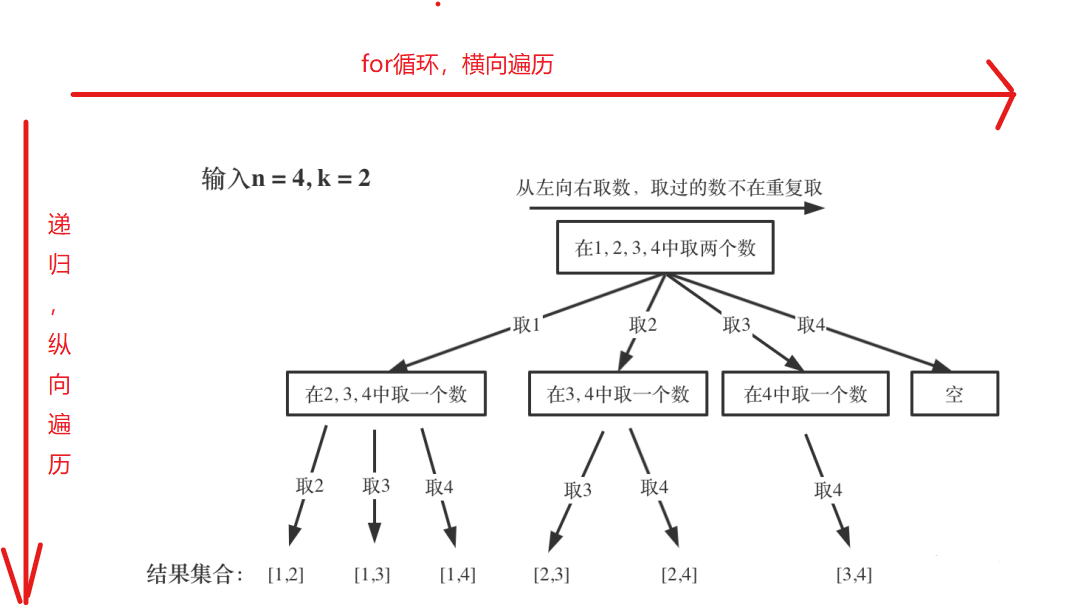 for循环，横向遍历
递归，纵向遍历
输入n = 4, k = 2
从左向右取数，取过的数不在重复取
在1, 2, 3, 4中取两个数
取1
取2
取3
取4
在2, 3, 4中取一个数
在3, 4中取一个数
在4中取一个数
空
取2
取3
取4
取3
取4
取4
结果集合：
[1,2]
[1,3]
[1,4]
[2,3]
[2,4]
[3,4]